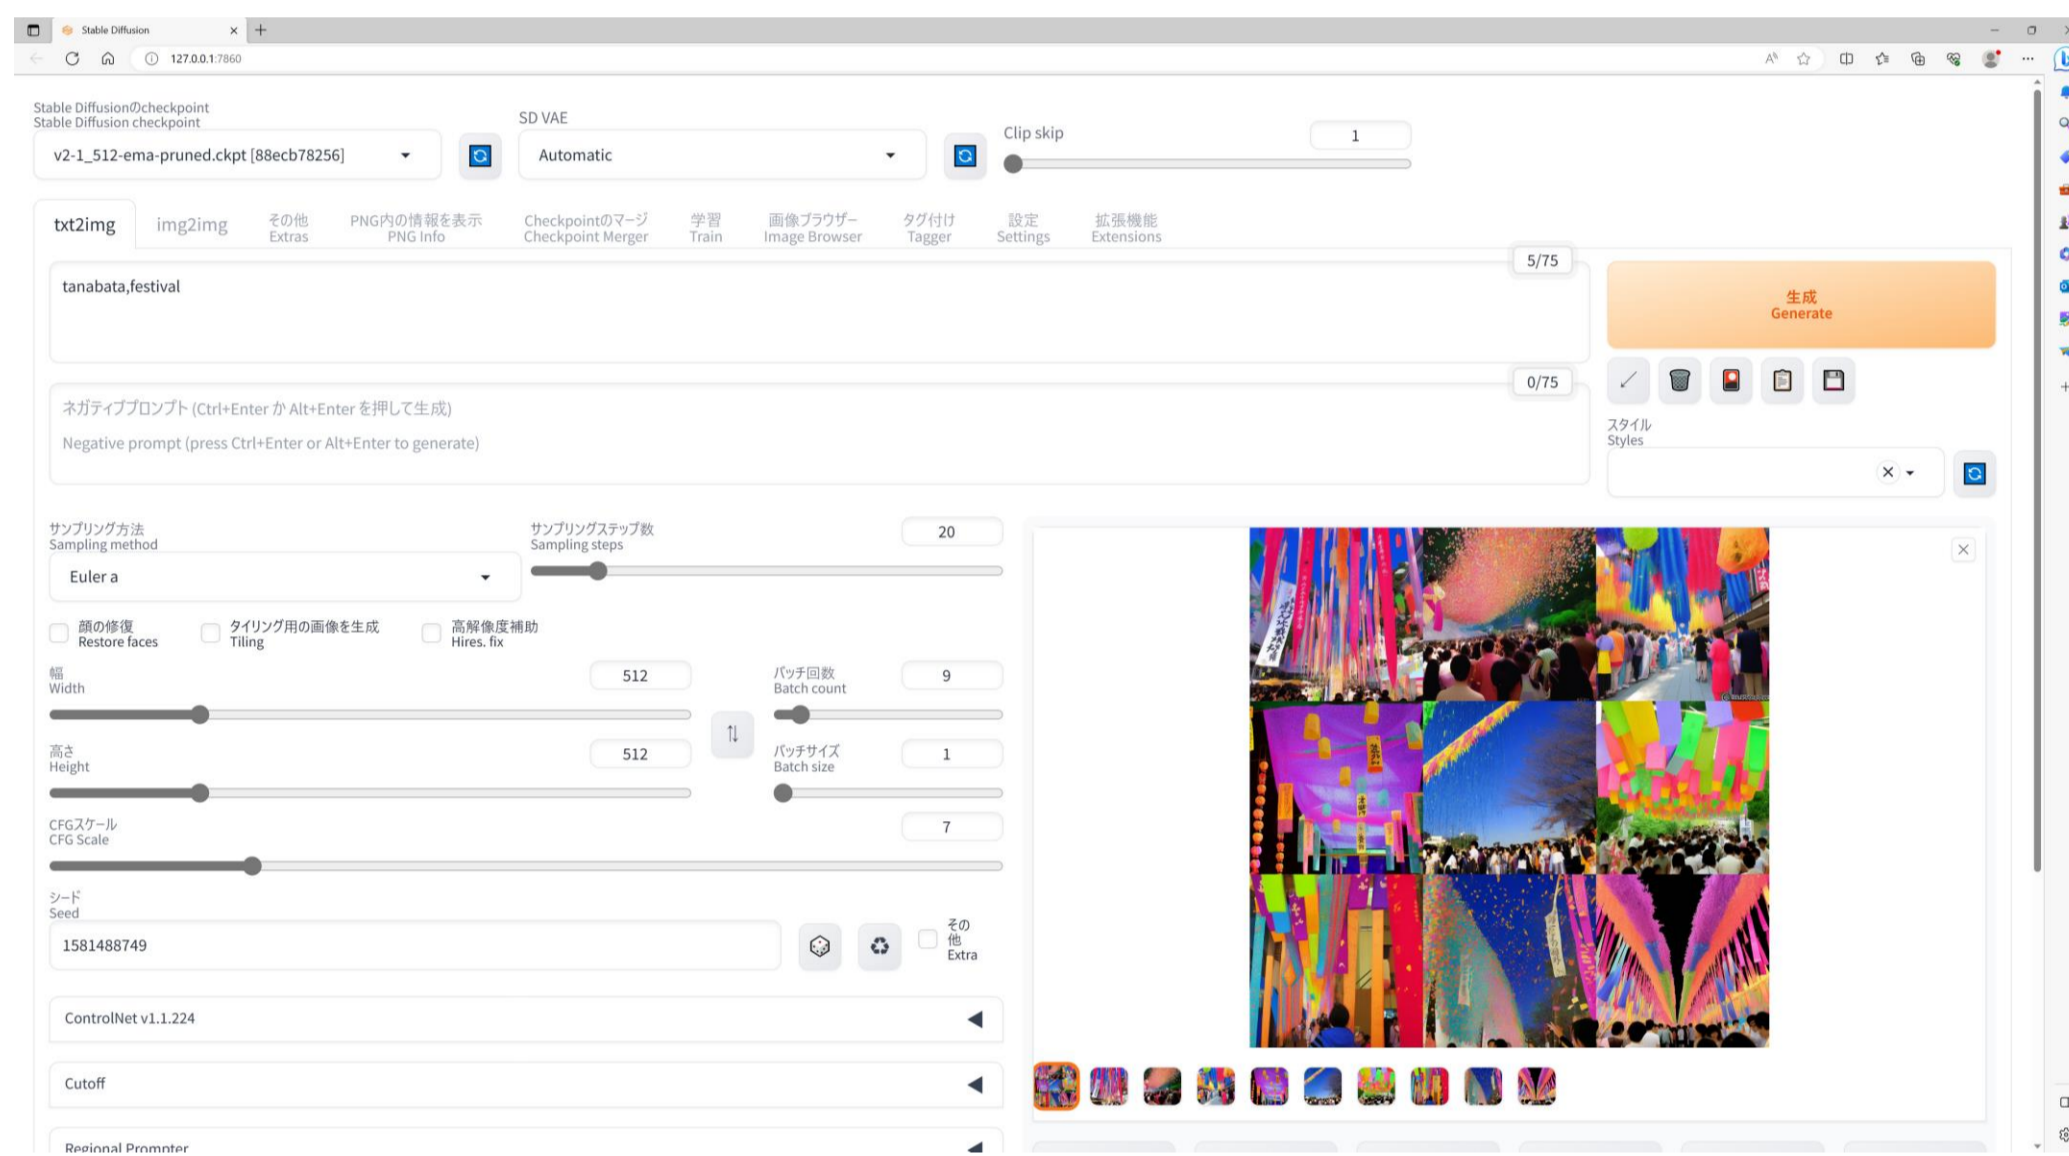 Stable Diffusion
127.0.0.1:7860
Stable Diffusionのcheckpoint
Stable Diffusion checkpoint
v2-1_512-ema-pruned.ckpt [88ecb78256]
SD VAE
Automatic
Clip skip
1
txt2img
img2img
その他
Extras
PNG内の情報を表示
PNG Info
Checkpointのマージ
Checkpoint Merger
学習
Train
画像ブラウザー
Image Browser
タグ付け
Tagger
設定
Settings
拡張機能
Extensions
5/75
tanabata,festival
生成
Generate
0/75
ネガティブプロンプト (Ctrl+Enter か Alt+Enter を押して生成)
Negative prompt (press Ctrl+Enter or Alt+Enter to generate)
スタイル
Styles
サンプリング方法
Sampling method
Euler a
サンプリングステップ数
Sampling steps
20
顔の修復
Restore faces
タイリング用の画像を生成
Tiling
高解像度補助
Hires. fix
幅
Width
512
バッチ回数
Batch count
9
高さ
Height
512
バッチサイズ
Batch size
1
CFGスケール
CFG Scale
7
シード
Seed
1581488749
その
他
Extra
ControlNet v1.1.224
Cutoff
Regional Prompter